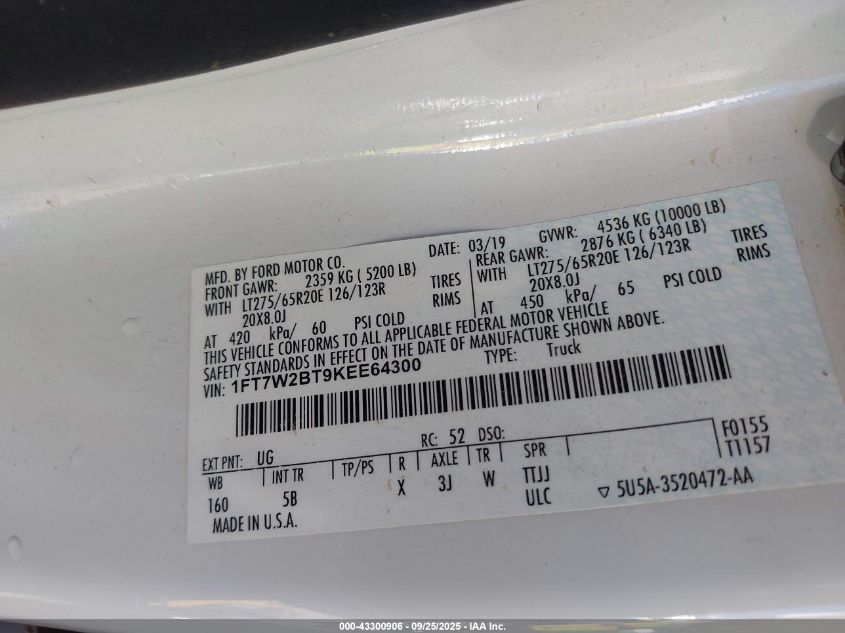 MFD. BY FORD MOTOR CO. DATE: 03/19 GVWR: 4536 KG (10000 LB)
FRONT GAWR: 2359 KG ( 5200 LB) REAR GAWR: 2876 KG ( 6340 LB)
WITH LT275/65R20E 126/123R TIRES WITH LT275/65R20E 126/123R TIRES
20X8.0J RIMS 20X8.0J RIMS
AT 420 kPa/ 60 PSI COLD AT 450 kPa/ 65 PSI COLD
THIS VEHICLE CONFORMS TO ALL APPLICABLE FEDERAL MOTOR VEHICLE
SAFETY STANDARDS IN EFFECT ON THE DATE OF MANUFACTURE SHOWN ABOVE.
VIN: 1FT7W2BT9KEE64300 TYPE: Truck
F0155
T1157
EXT PNT: UG RC: 52 DSO:
WB INT TR TP/PS R AXLE TR SPR
160 5B X 3J W TTJJ
ULC ▽ 5U5A-3520472-AA
MADE IN U.S.A.
000-43300906 - 09/25/2025 - IAA Inc.